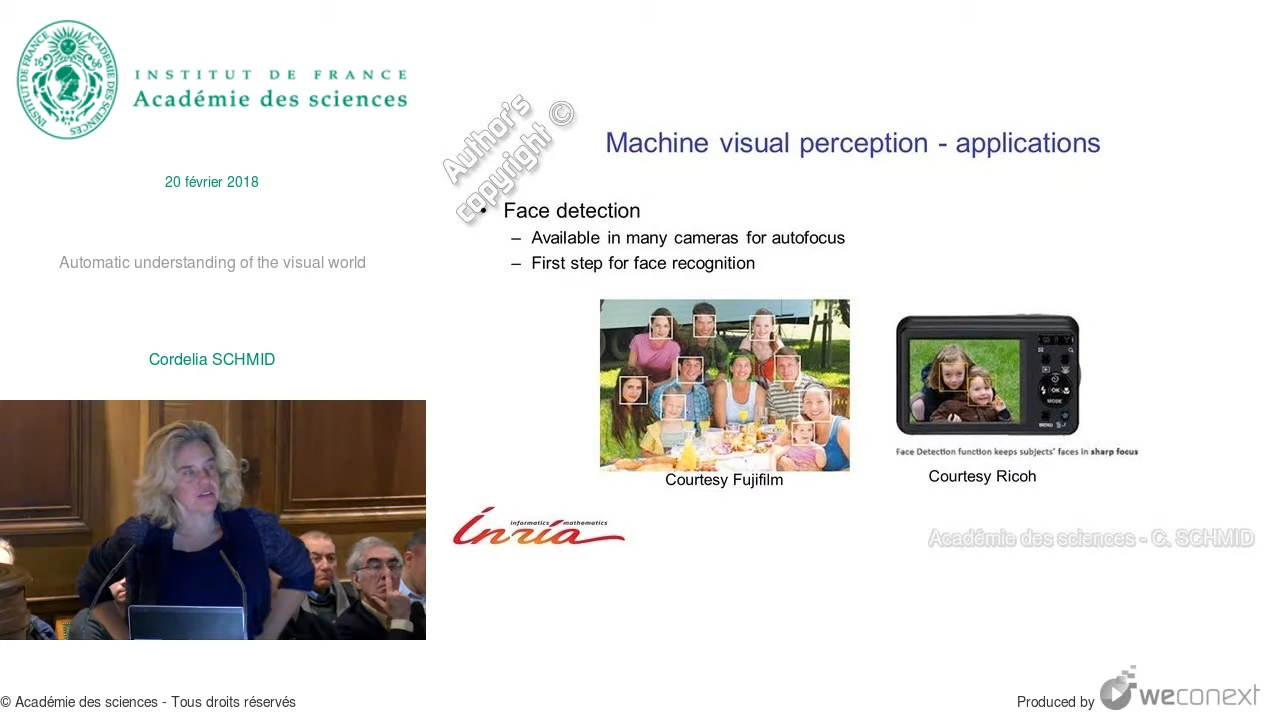 INSTITUT DE FRANCE
Académie des sciences
20 février 2018
Automatic understanding of the visual world
Cordelia SCHMID
Author's
copyright ©
Machine visual perception - applications
• Face detection
– Available in many cameras for autofocus
– First step for face recognition
OK
MODE
MENU
Face Detection function keeps subjects' faces in sharp focus
Courtesy Fujifilm
Courtesy Ricoh
informatics mathematics
inria
Académie des sciences - C. SCHMID
© Académie des sciences - Tous droits réservés
Produced by weconext